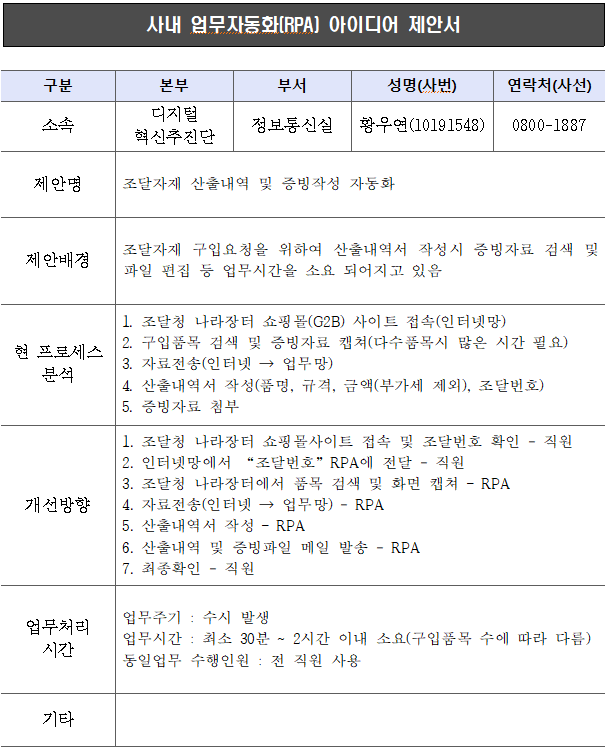 사내 업무자동화(RPA) 아이디어 제안서
구분 본부 부서 성명(사번) 연락처(사선)
소속 디지털 혁신추진단 정보통신실 황우연(10191548) 0800-1887
제안명 조달자재 산출내역 및 증빙작성 자동화
제안배경
조달자재 구입요청을 위하여 산출내역서 작성시 증빙자료 검색 및
파일 편집 등 업무시간을 소요 되어지고 있음
현 프로세스
분석
1. 조달청 나라장터 쇼핑몰(G2B) 사이트 접속(인터넷망)
2. 구입품목 검색 및 증빙자료 캡쳐(다수품목시 많은 시간 필요)
3. 자료전송(인터넷 → 업무망)
4. 산출내역서 작성(품명, 규격, 금액(부가세 제외), 조달번호)
5. 증빙자료 첨부
개선방향
1. 조달청 나라장터 쇼핑몰사이트 접속 및 조달번호 확인 - 직원
2. 인터넷망에서 “조달번호”RPA에 전달 - 직원
3. 조달청 나라장터에서 품목 검색 및 화면 캡쳐 - RPA
4. 자료전송(인터넷 → 업무망) - RPA
5. 산출내역서 작성 - RPA
6. 산출내역 및 증빙파일 메일 발송 - RPA
7. 최종확인 - 직원
업무처리
시간
업무주기 : 수시 발생
업무시간 : 최소 30분 ~ 2시간 이내 소요(구입품목 수에 따라 다름)
동일업무 수행인원 : 전 직원 사용
기타